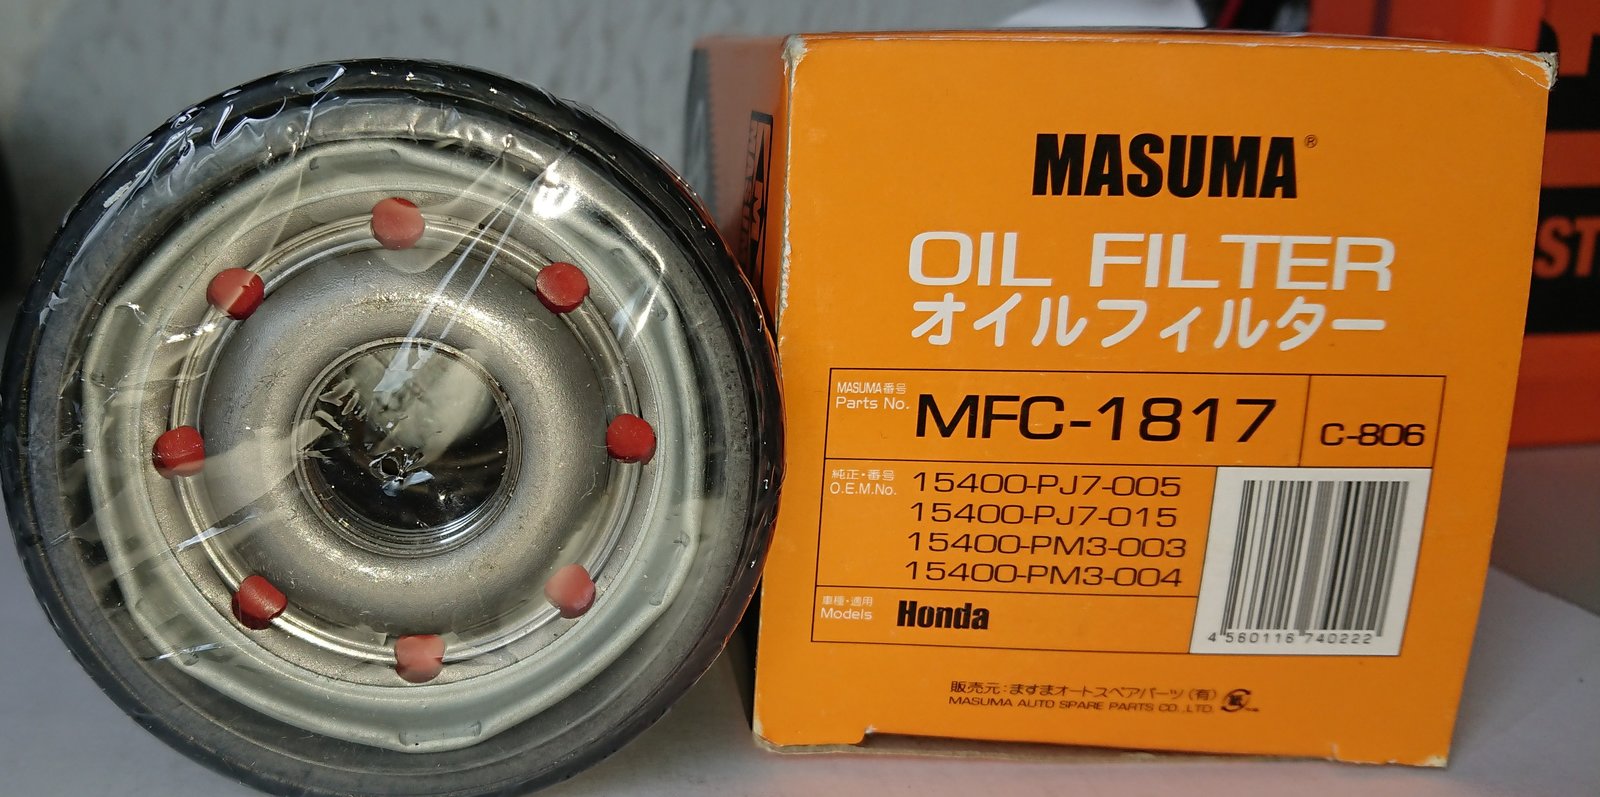 MASUMA®
OIL FILTER
オイルフィルター
MASUMA番号
Parts No.
MFC-1817
C-806
純正・番号
O.E.M.No.
15400-PJ7-005
15400-PJ7-015
15400-PM3-003
15400-PM3-004
車種・適用
Models
Honda
4 560116 740222
販売元:ますまオートスペアパーツ(有)
MASUMA AUTO SPARE PARTS CO.,LTD.
ST